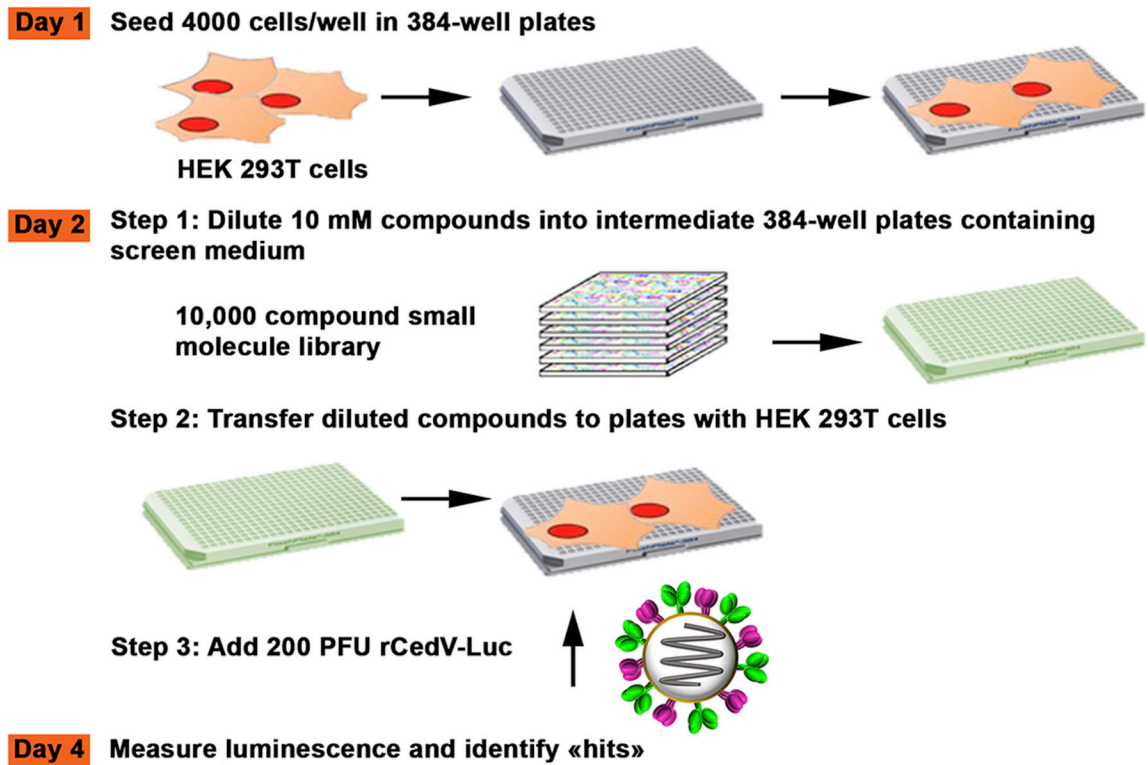 Day 1 Seed 4000 cells/well in 384-well plates
HEK 293T cells
Day 2 Step 1: Dilute 10 mM compounds into intermediate 384-well plates containing
screen medium
10,000 compound small
molecule library
Step 2: Transfer diluted compounds to plates with HEK 293T cells
Step 3: Add 200 PFU rCedV-Luc
Day 4 Measure luminescence and identify «hits»